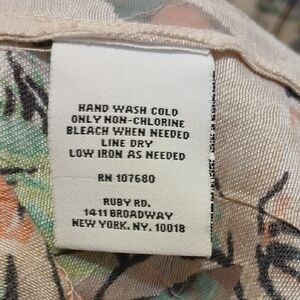 HAND WASH COLD
ONLY NON-CHLORINE
BLEACH WHEN NEEDED
LINE DRY
LOW IRON AS NEEDED
RN 107680
RUBY RD.
1411 BROADWAY
NEW YORK, NY. 10018